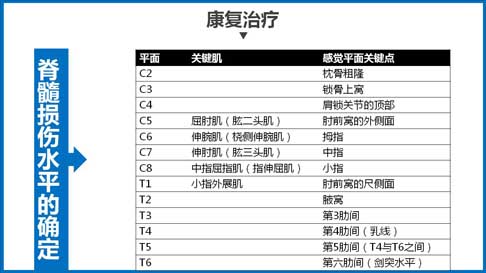 康复治疗
脊髓损伤水平的确定
平面 关键肌 感觉平面关键点
C2 枕骨粗隆
C3 锁骨上窝
C4 肩锁关节的顶部
C5 屈肘肌（肱二头肌） 肘前窝的外侧面
C6 伸腕肌（桡侧伸腕肌） 拇指
C7 伸肘肌（肱三头肌） 中指
C8 中指屈指肌（指伸屈肌） 小指
T1 小指外展肌 肘前窝的尺侧面
T2 腋窝
T3 第3肋间
T4 第4肋间（乳线）
T5 第5肋间（T4与T6之间）
T6 第六肋间（剑突水平）